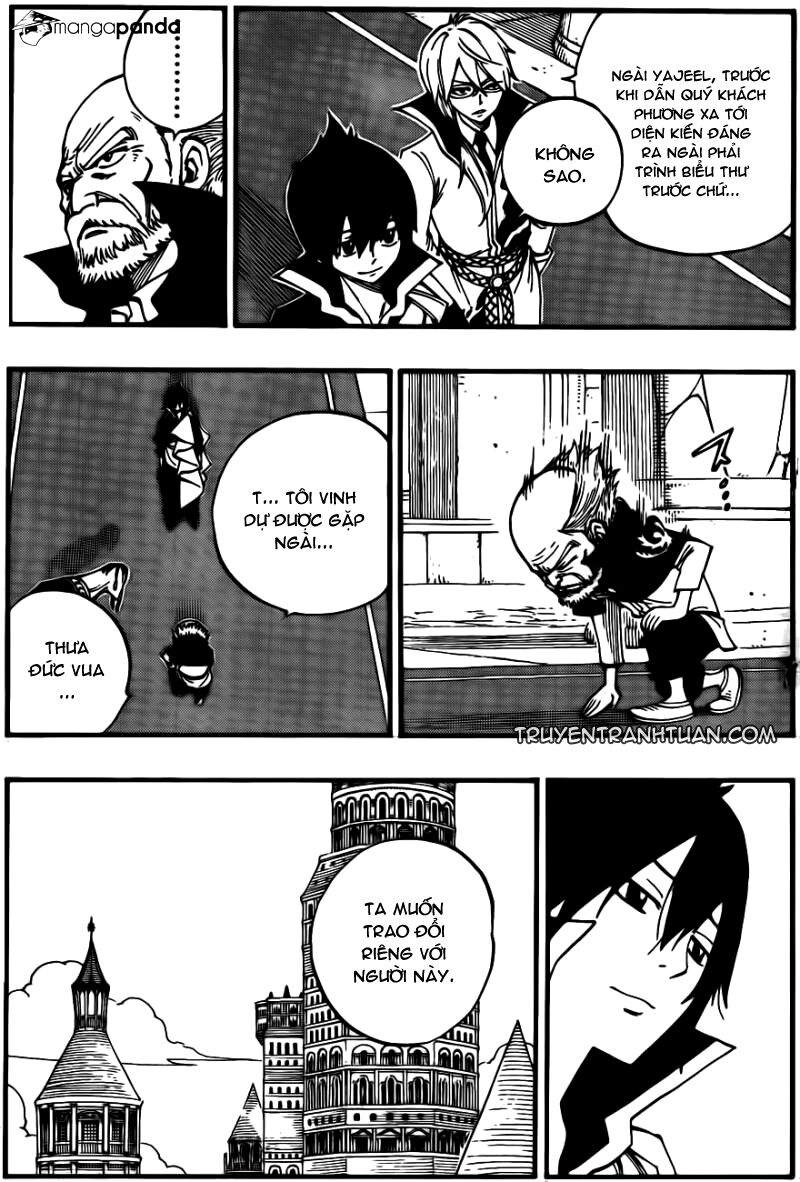 mangapanda
..........
NGÀI YAJEEL, TRƯỚC
KHI DẪN QUÝ KHÁCH
PHƯƠNG XA TỚI
DIỆN KIẾN ĐÁNG
RA NGÀI PHẢI
TRÌNH BIỂU THƯ
TRƯỚC CHỨ...
KHÔNG
SAO.
T... TÔI VINH
DỰ ĐƯỢC GẶP
NGÀI...
THƯA
ĐỨC VUA
...
ス...
TRUYENTRANHTUAN.COM
TA MUỐN
TRAO ĐỔI
RIÊNG VỚI
NGƯỜI NÀY.